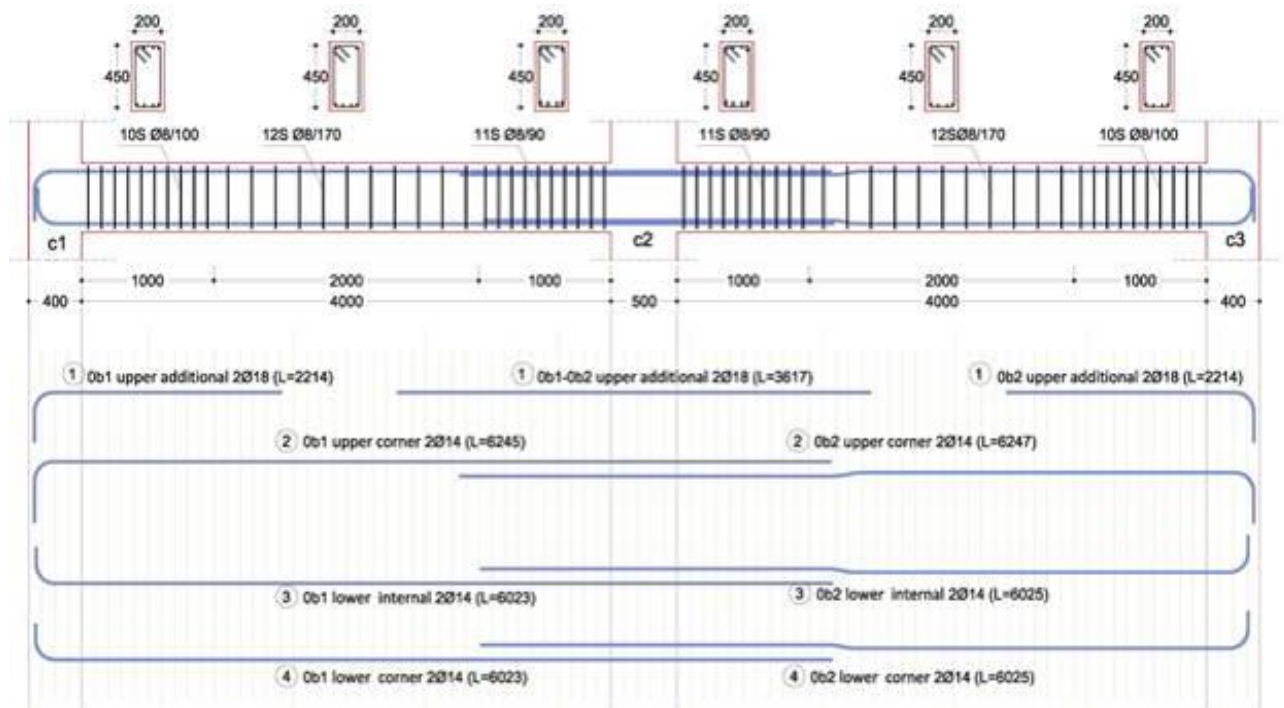 200 200 200 200 200 200
450 450 450 450 450 450
10S Ø8/100 12S Ø8/170 11S Ø8/90 11S Ø8/90 12SØ8/170 10S Ø8/100
c1 c2 c3
1000 2000 1000 1000 2000 1000
400 4000 500 4000 400
1 0b1 upper additional 2Ø18 (L=2214) 1 0b1-0b2 upper additional 2Ø18 (L=3617) 1 0b2 upper additional 2Ø18 (L=2214)
2 0b1 upper corner 2Ø14 (L=6245) 2 0b2 upper corner 2Ø14 (L=6247)
3 0b1 lower internal 2Ø14 (L=6023) 3 0b2 lower internal 2Ø14 (L=6025)
4 0b1 lower corner 2Ø14 (L=6023) 4 0b2 lower corner 2Ø14 (L=6025)